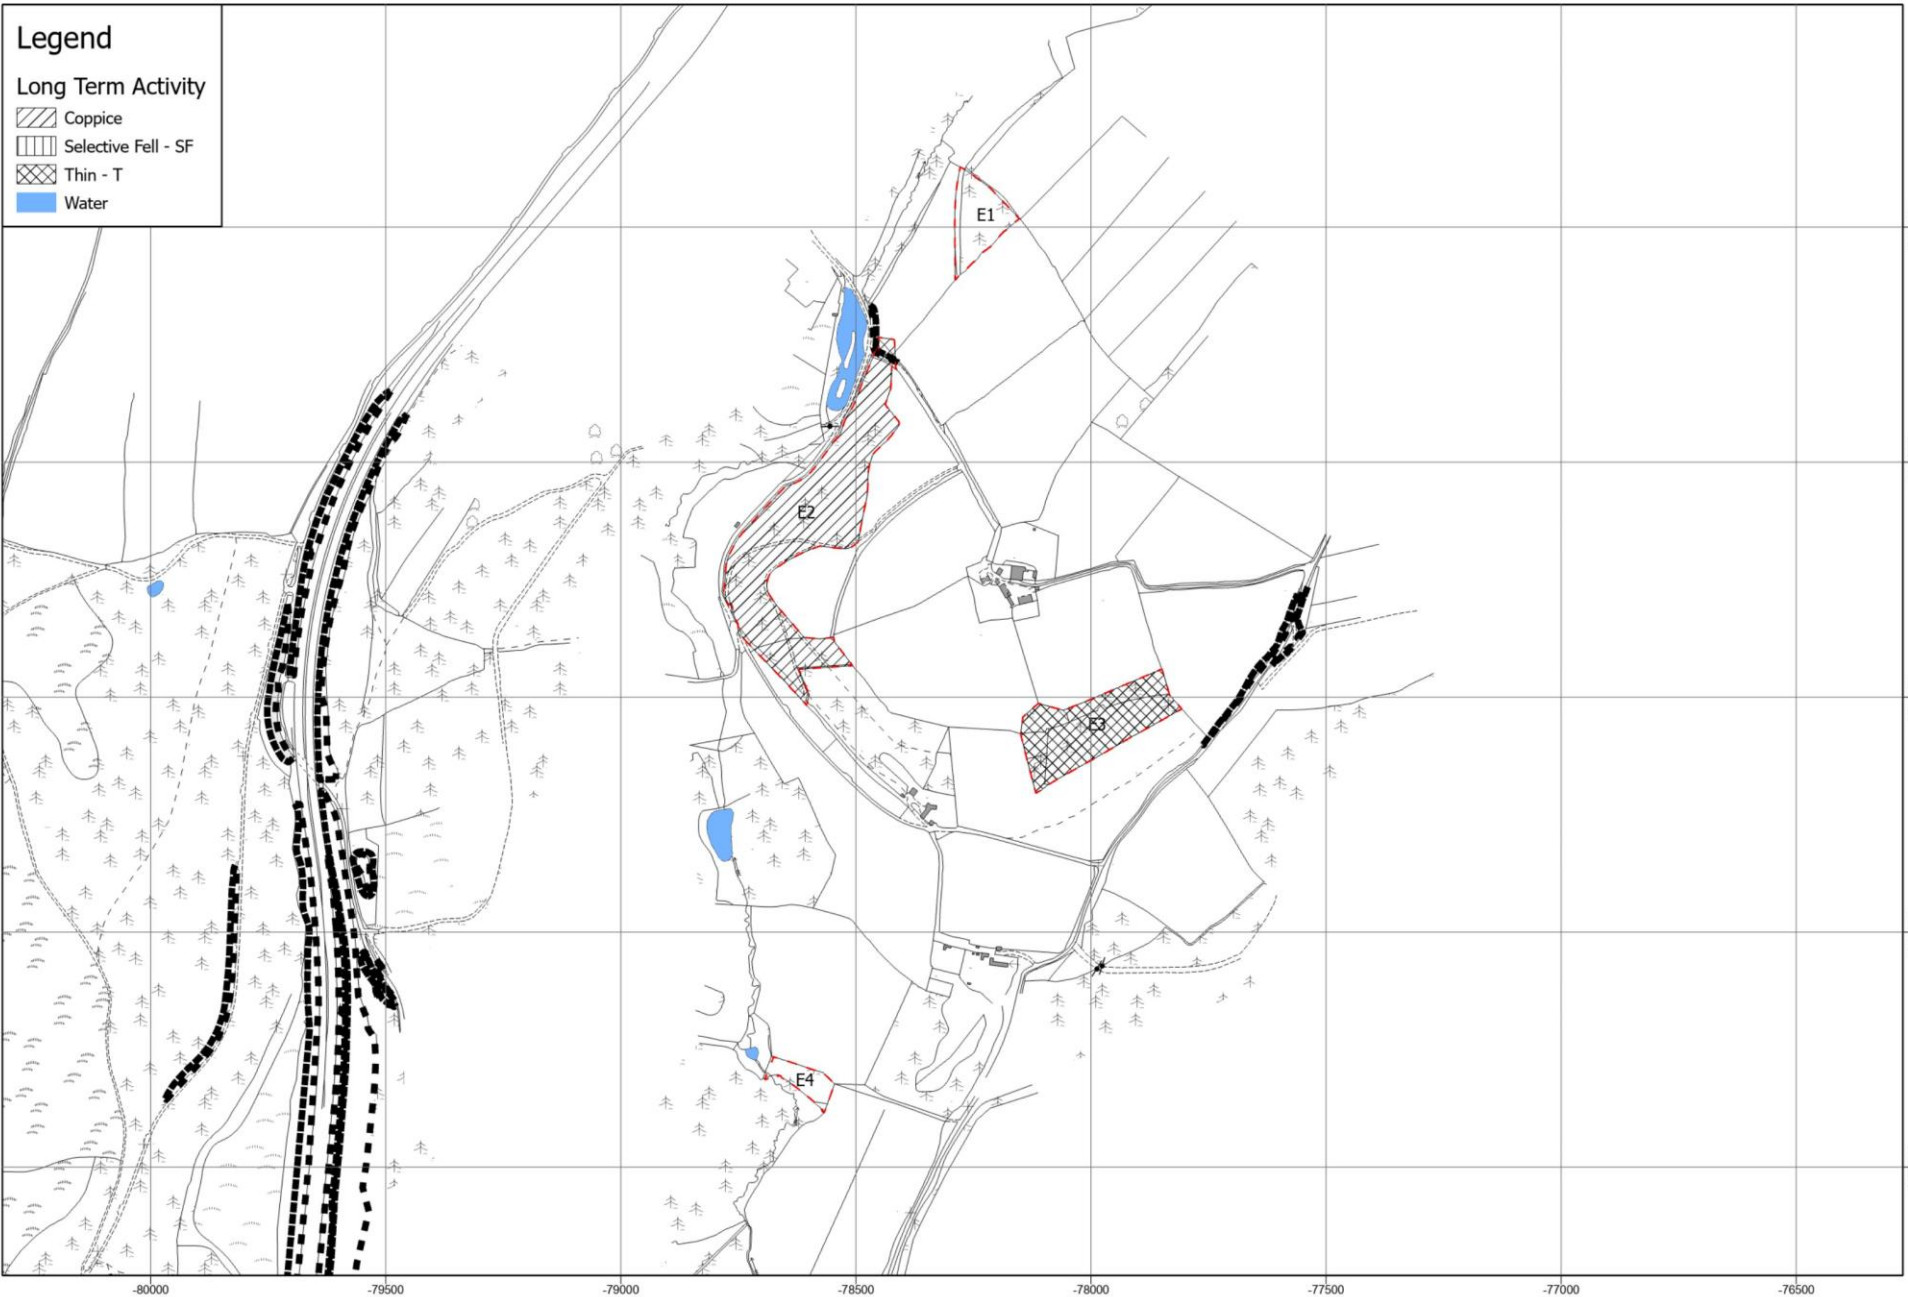 Legend
Long Term Activity
Coppice
Selective Fell - SF
Thin - T
Water
E1
E2
E3
E4
-80000
-79500
-79000
-78500
-78000
-77500
-77000
-76500